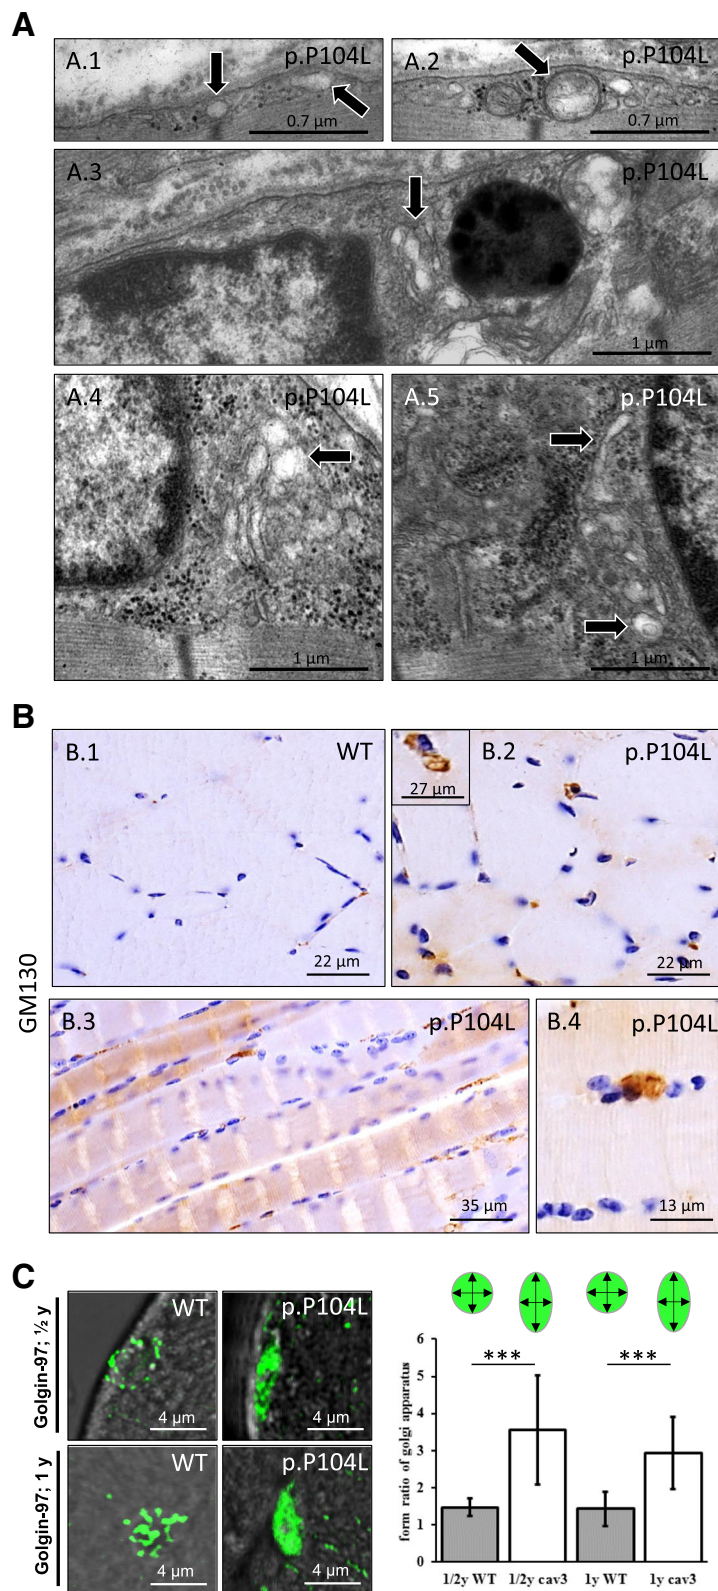 A
A.1 p.P104L
0.7 µm
A.2 p.P104L
0.7 µm
A.3 p.P104L
1 µm
A.4 p.P104L
1 µm
A.5 p.P104L
1 µm
B
GM130
B.1 WT
22 µm
27 µm
B.2 p.P104L
22 µm
B.3 p.P104L
35 µm
B.4 p.P104L
13 µm
C
Golgin-97; ½ y
WT
4 µm
p.P104L
4 µm
Golgin-97; 1 y
WT
4 µm
p.P104L
4 µm
form ratio of golgi apparatus
6
5
4
3
2
1
0
*** ***
1/2y WT 1/2y cav3 1y WT 1y cav3